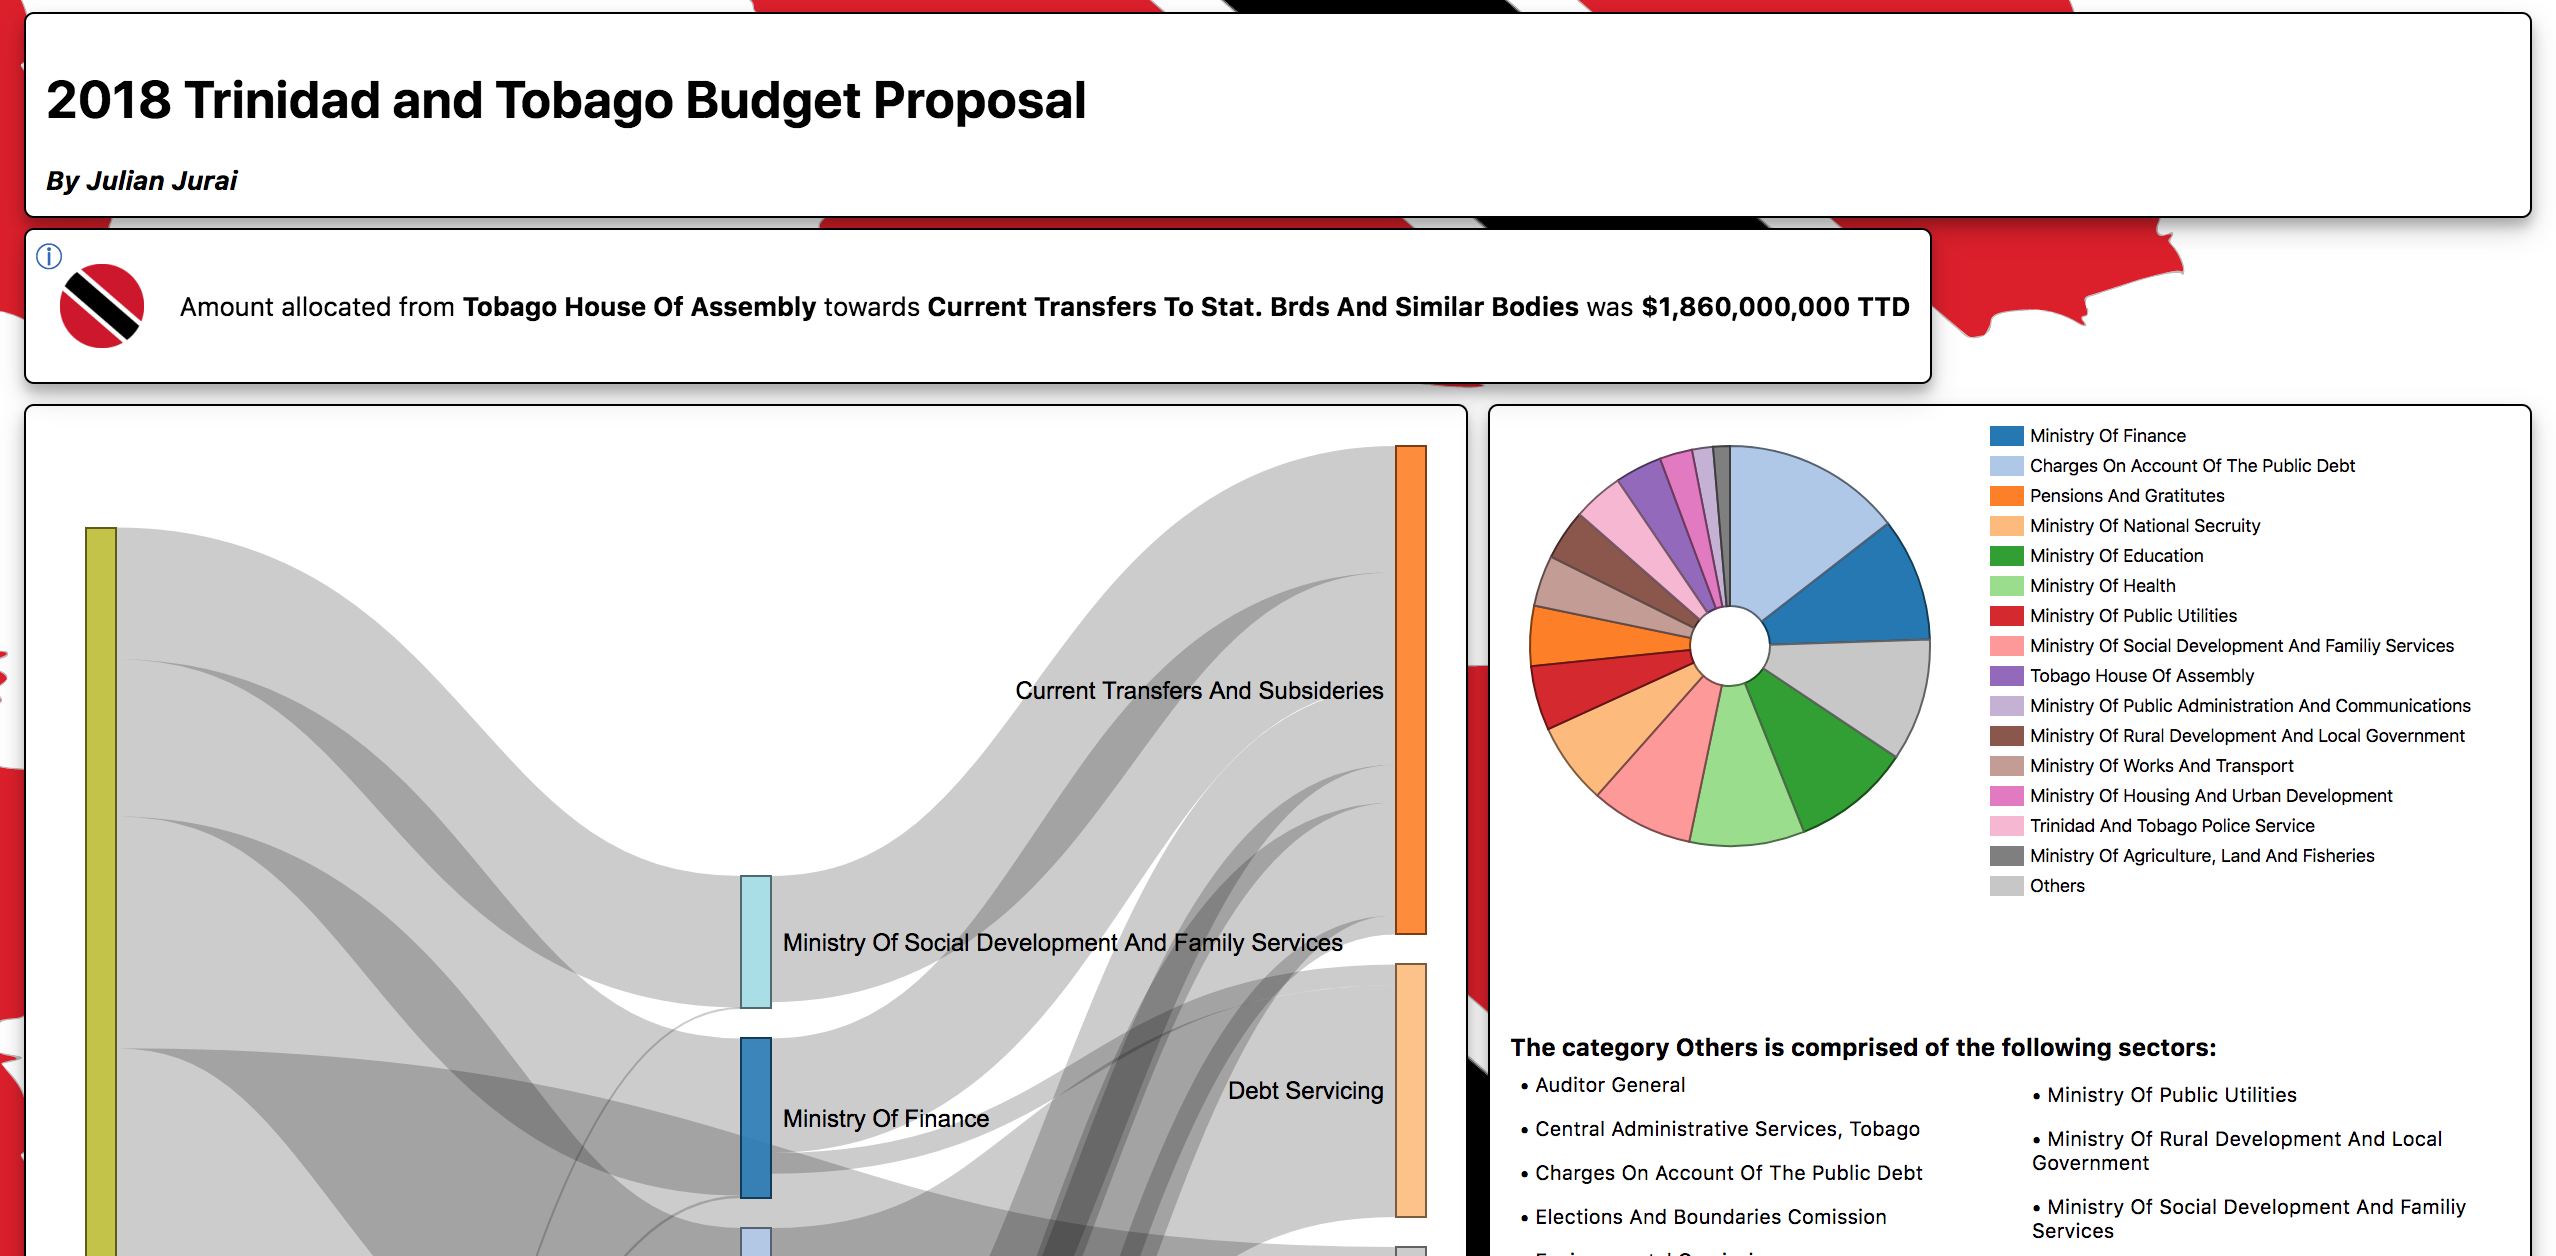 2018 Trinidad and Tobago Budget Proposal
By Julian Jurai
Amount allocated from Tobago House Of Assembly towards Current Transfers To Stat. Brds And Similar Bodies was $1,860,000,000 TTD
Current Transfers And Subsideries
Ministry Of Social Development And Family Services
Debt Servicing
Ministry Of Finance
Ministry Of Finance
Charges On Account Of The Public Debt
Pensions And Gratitutes
Ministry Of National Secruity
Ministry Of Education
Ministry Of Health
Ministry Of Public Utilities
Ministry Of Social Development And Familiy Services
Tobago House Of Assembly
Ministry Of Public Administration And Communications
Ministry Of Rural Development And Local Government
Ministry Of Works And Transport
Ministry Of Housing And Urban Development
Trinidad And Tobago Police Service
Ministry Of Agriculture, Land And Fisheries
Others
The category Others is comprised of the following sectors:
• Auditor General
• Central Administrative Services, Tobago
• Charges On Account Of The Public Debt
• Elections And Boundaries Comission
• Ministry Of Public Utilities
• Ministry Of Rural Development And Local
Government
• Ministry Of Social Development And Familiy
Services